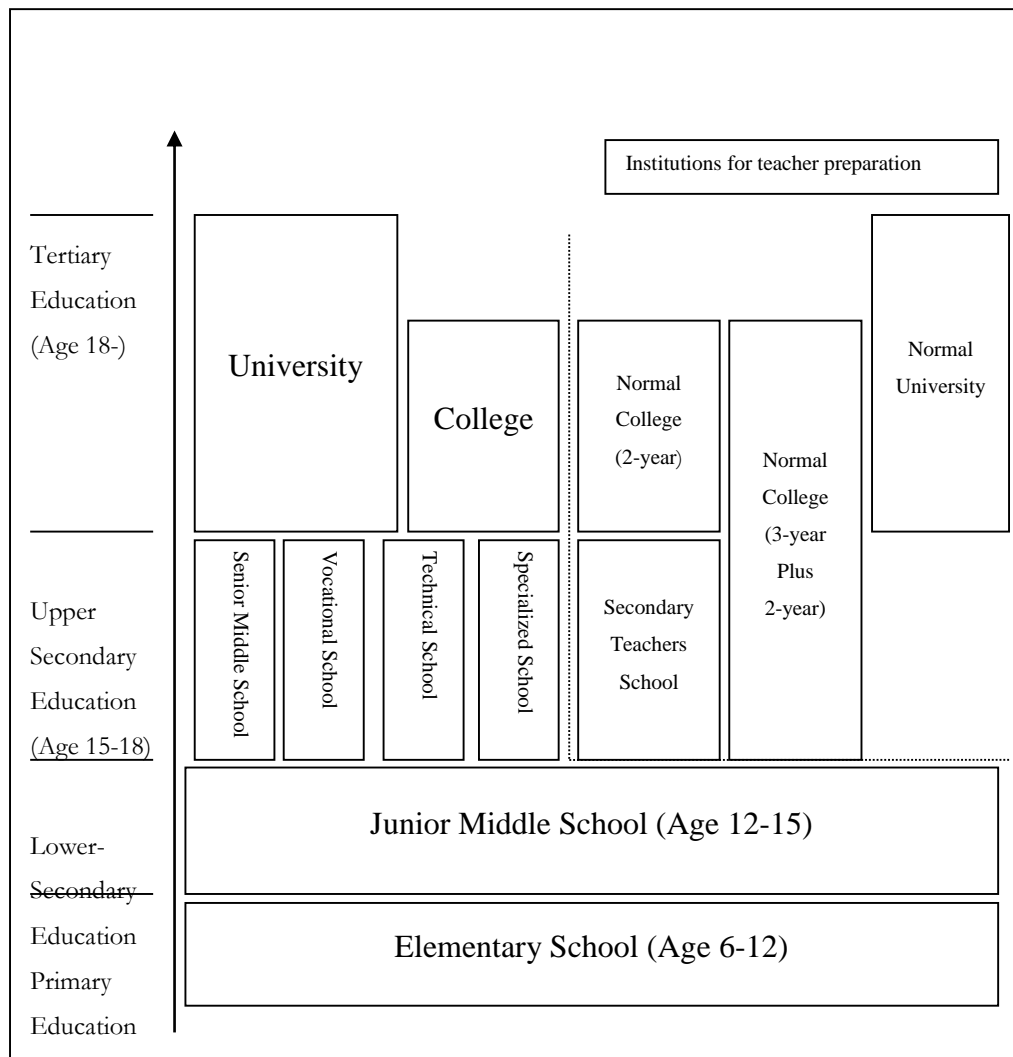 Institutions for teacher preparation
Tertiary
Education
(Age 18-)
University
College
Normal
College
(2-year)
Normal
College
(3-year
Plus
2-year)
Normal
University
Upper
Secondary
Education
(Age 15-18)
Senior Middle School
Vocational School
Technical School
Specialized School
Secondary
Teachers
School
Lower-
Secondary
Education
Primary
Education
Junior Middle School (Age 12-15)
Elementary School (Age 6-12)